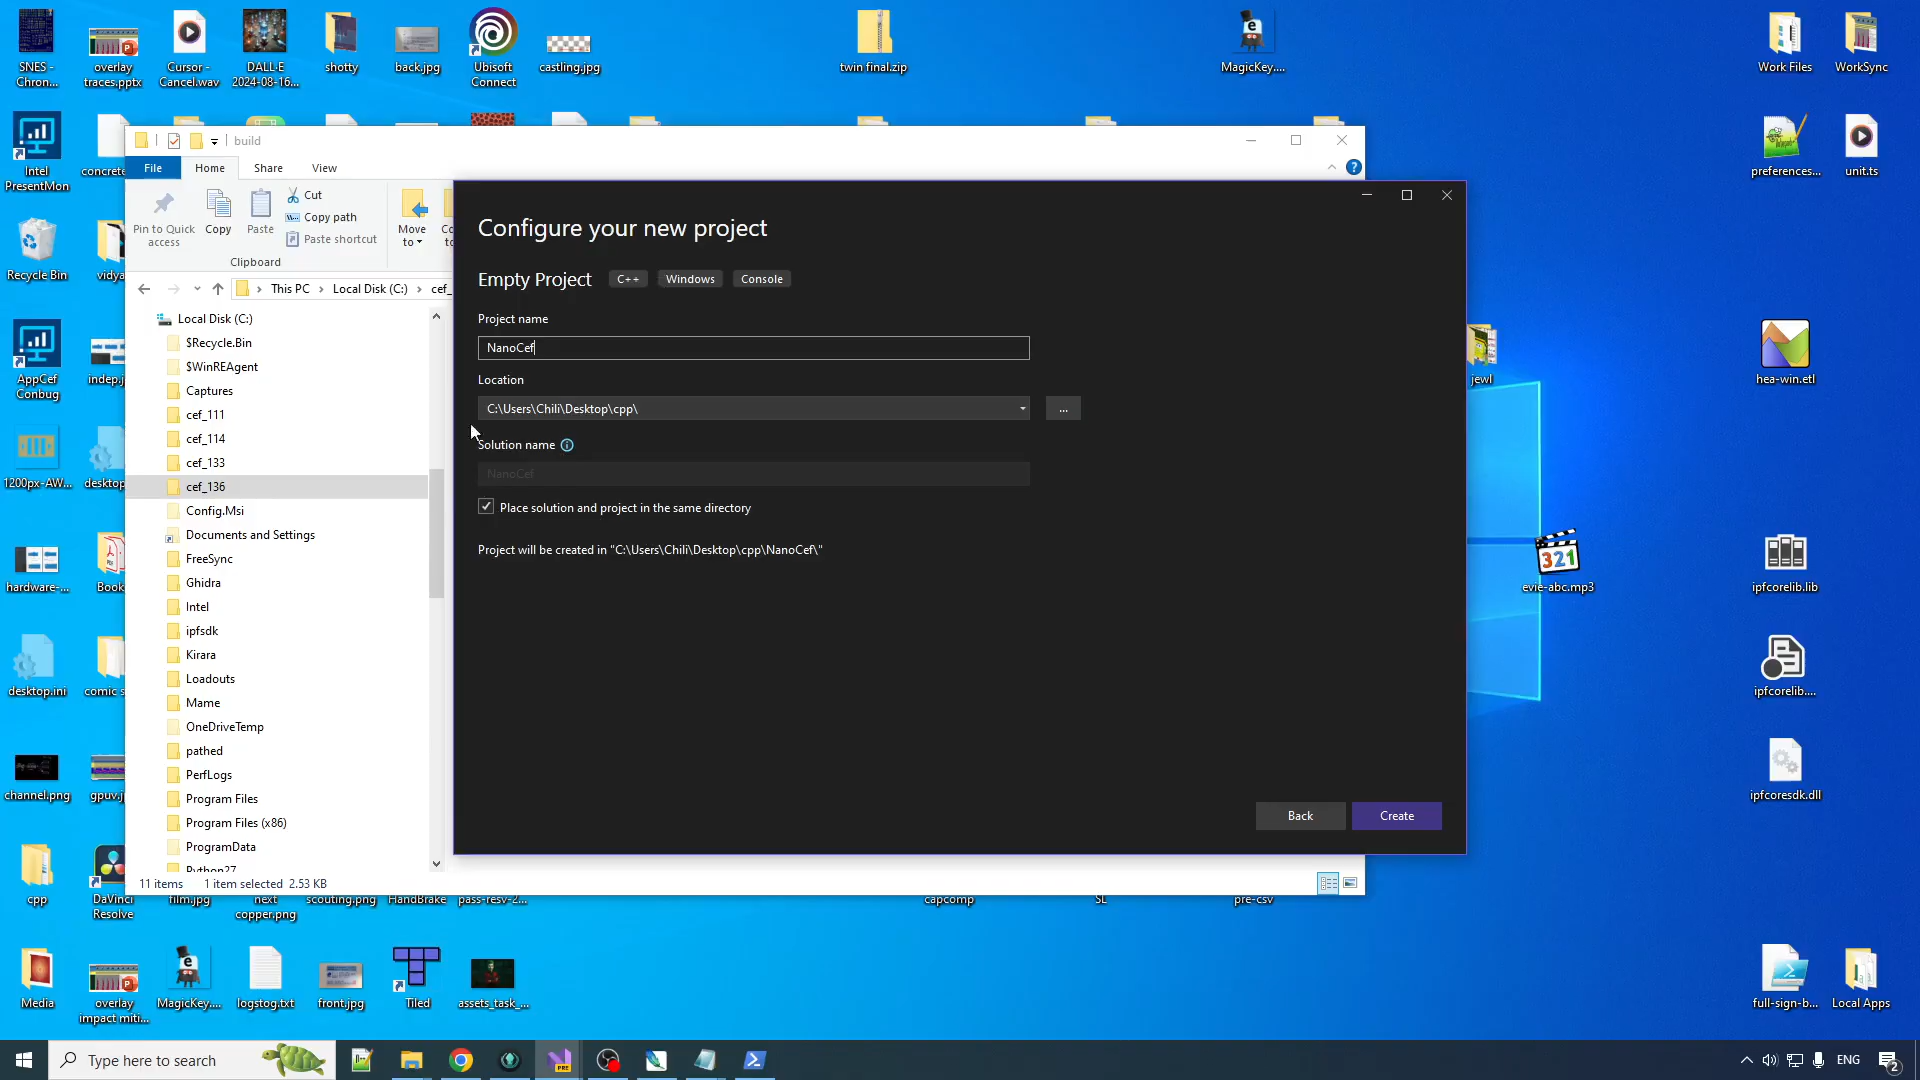 SNES -
Chron...
overlay
traces.pptx
Cursor -
Cancel.wav
DALL·E
2024-08-16...
shotty
back.jpg
Ubisoft
Connect
castling.jpg
twin final.zip
MagicKey....
Work Files
WorkSync
Intel
PresentMon
concrete
preferences...
unit.ts
build
File
Home
Share
View
Pin to Quick
access
Copy
Paste
Cut
Copy path
Paste shortcut
Move
to
Clipboard
Recycle Bin
vidya
This PC
Local Disk (C:)
cef_
Local Disk (C:)
$Recycle.Bin
$WinREAgent
Captures
cef_111
cef_114
cef_133
cef_136
Config.Msi
Documents and Settings
FreeSync
Ghidra
Intel
ipfsdk
Kirara
Loadouts
Mame
OneDriveTemp
pathed
PerfLogs
Program Files
Program Files (x86)
ProgramData
Python27
11 items
1 item selected 2.53 KB
Configure your new project
Empty Project
C++
Windows
Console
Project name
NanoCef
Location
C:\Users\Chili\Desktop\cpp\
...
Solution name
NanoCef
Place solution and project in the same directory
Project will be created in "C:\Users\Chili\Desktop\cpp\NanoCef\"
Back
Create
AppCef
Conbug
indep.j
jewl
hea-win.etl
1200px-AW...
desktop
hardware-...
Book
321
evie-abc.mp3
ipfcorelib.lib
desktop.ini
comic s
ipfcorelib....
channel.png
gpuv.j
ipfcoresdk.dll
cpp
DaVinci
Resolve
film.jpg
next
copper.png
scouting.png
HandBrake
pass-resv-2...
capcomp
SL
pre-csv
Media
overlay
impact miti...
MagicKey....
logstog.txt
front.jpg
Tiled
assets_task_...
full-sign-b...
Local Apps
Type here to search
PRE
ENG
2